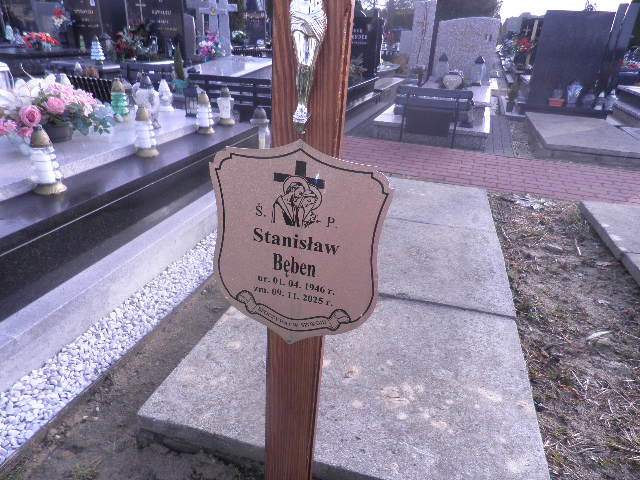 Ś. P.
Stanisław
Bęben
ur. 01. 04. 1946 r.
zm. 09. 11. 2025 r.